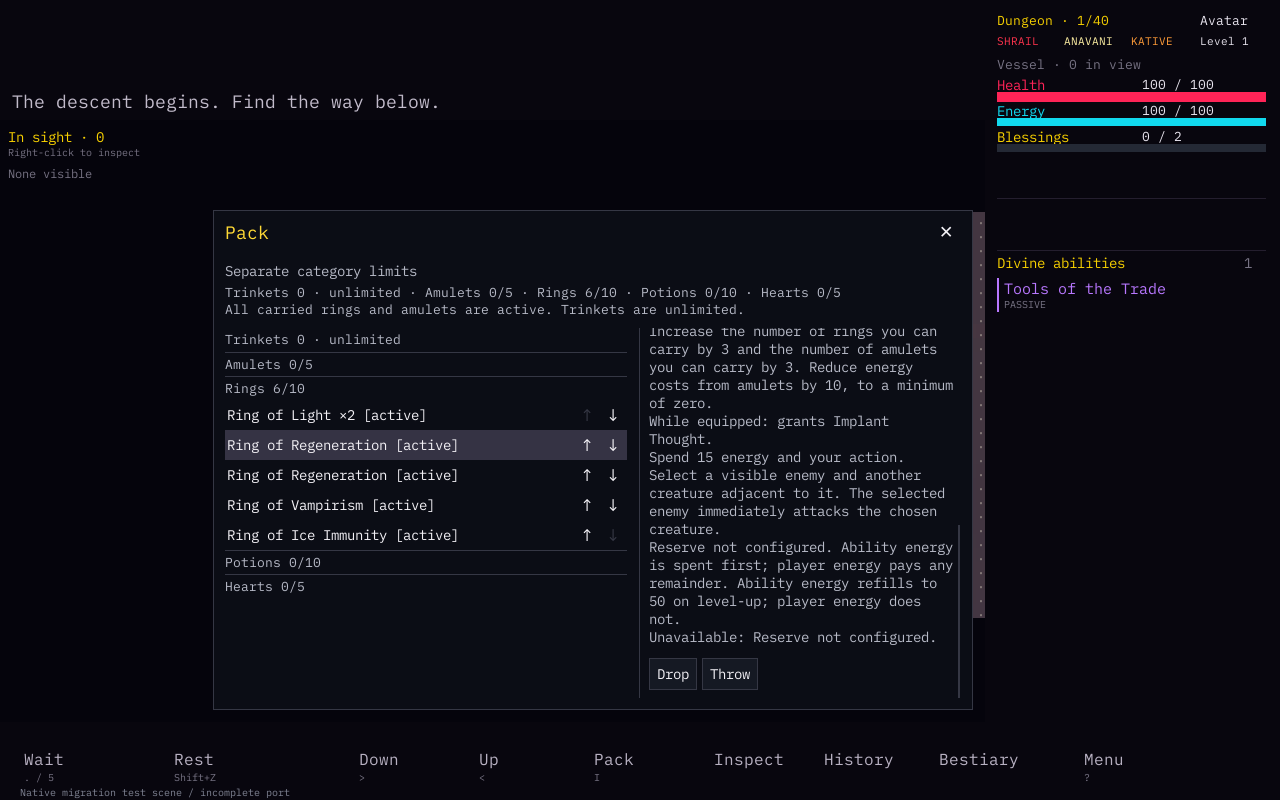 Dungeon · 1/40
Avatar
SHRAIL ANAVANI KATIVE
Level 1
Vessel · 0 in view
Health 100 / 100
Energy 100 / 100
Blessings 0 / 2
The descent begins. Find the way below.
In sight · 0
Right-click to inspect
None visible
Divine abilities 1
Tools of the Trade
PASSIVE
Pack
×
Separate category limits
Trinkets 0 · unlimited · Amulets 0/5 · Rings 6/10 · Potions 0/10 · Hearts 0/5
All carried rings and amulets are active. Trinkets are unlimited.
Trinkets 0 · unlimited
Amulets 0/5
Rings 6/10
Ring of Light ×2 [active] ↑ ↓
Ring of Regeneration [active] ↑ ↓
Ring of Regeneration [active] ↑ ↓
Ring of Vampirism [active] ↑ ↓
Ring of Ice Immunity [active] ↑ ↓
Potions 0/10
Hearts 0/5
Increase the number of rings you can
carry by 3 and the number of amulets
you can carry by 3. Reduce energy
costs from amulets by 10, to a minimum
of zero.
While equipped: grants Implant
Thought.
Spend 15 energy and your action.
Select a visible enemy and another
creature adjacent to it. The selected
enemy immediately attacks the chosen
creature.
Reserve not configured. Ability energy
is spent first; player energy pays any
remainder. Ability energy refills to
50 on level-up; player energy does
not.
Unavailable: Reserve not configured.
Drop Throw
Wait Rest Down Up Pack Inspect History Bestiary Menu
. / 5 Shift+Z > < I ?
Native migration test scene / incomplete port